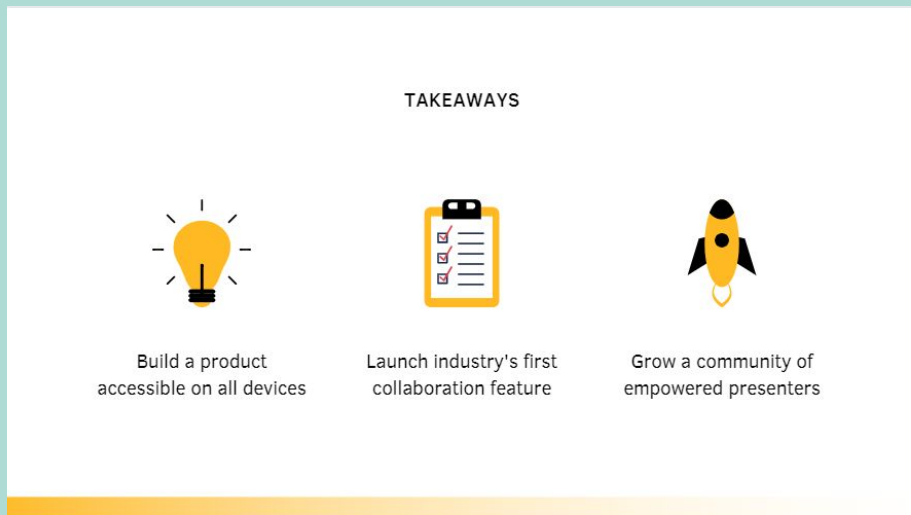 TAKEAWAYS
Build a product
accessible on all devices
Launch industry's first
collaboration feature
Grow a community of
empowered presenters